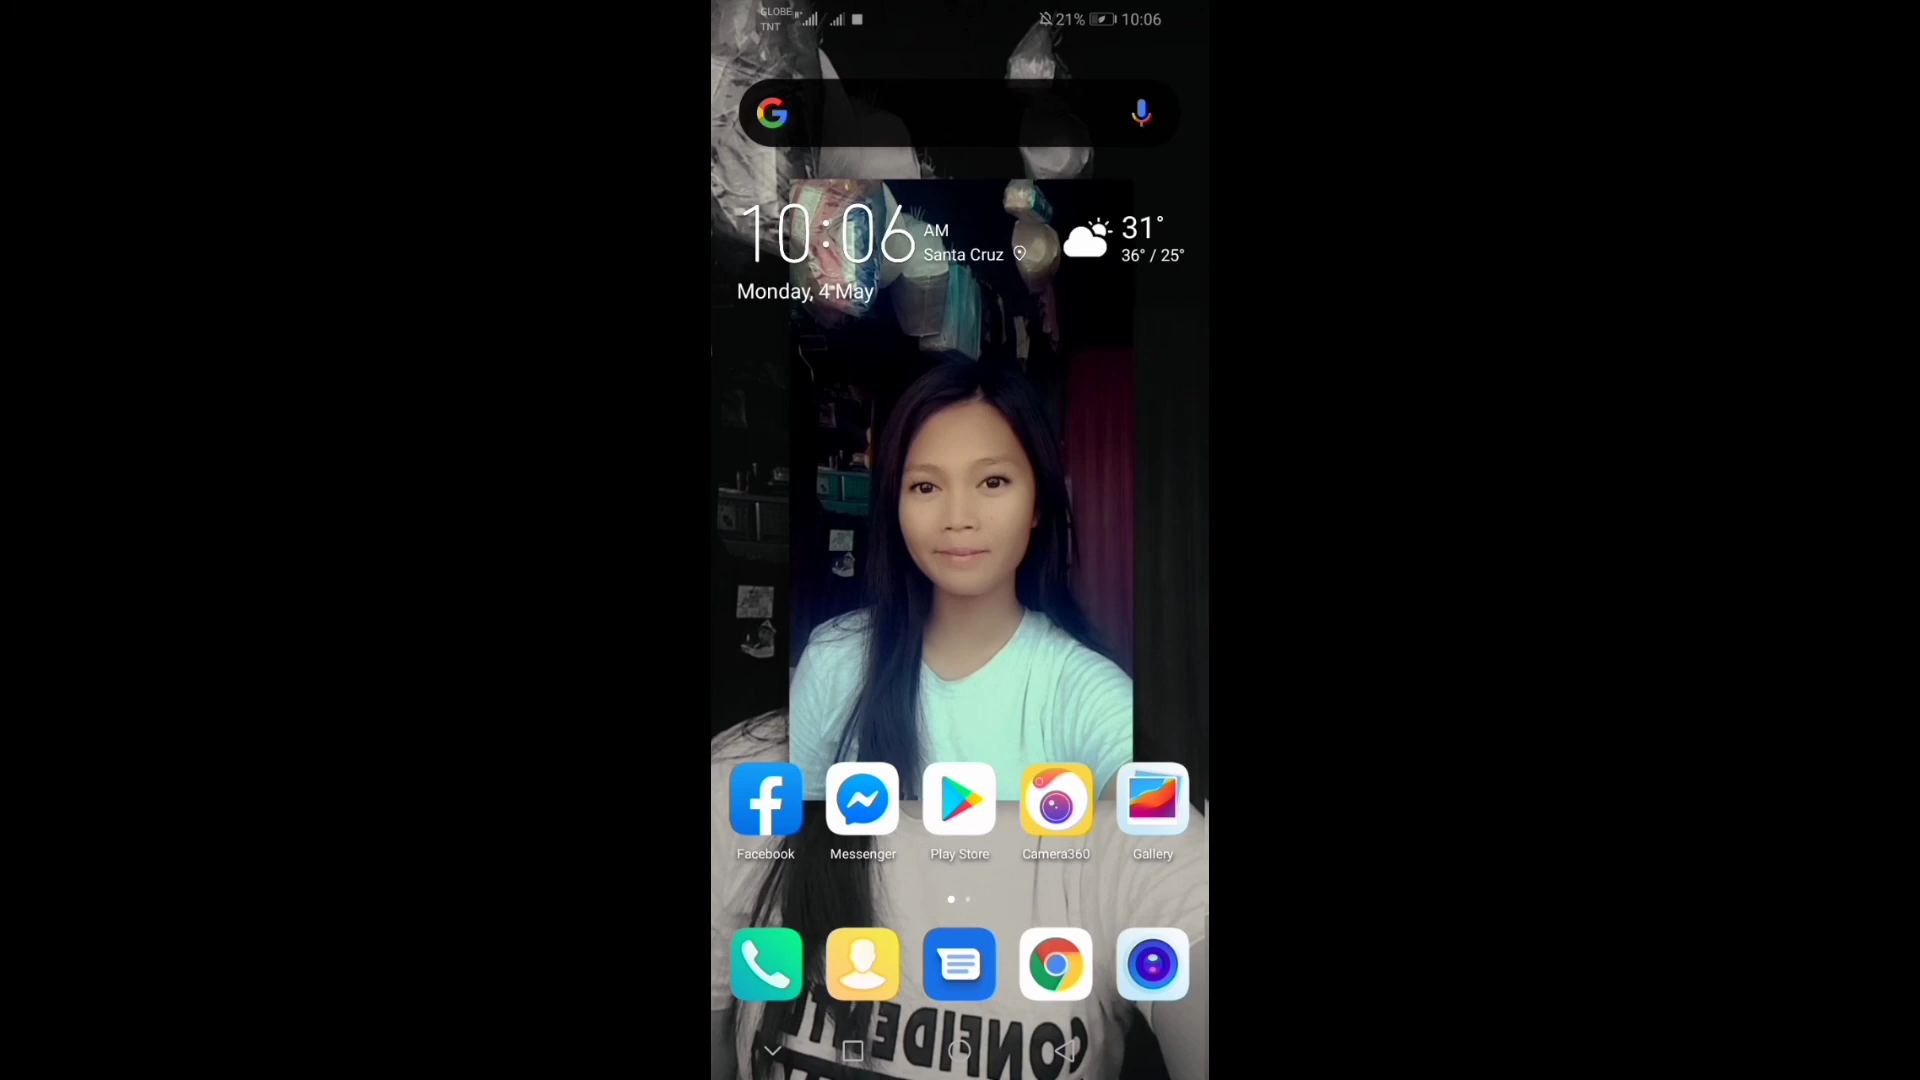 GLOBE
TNT
21%
10:06
10:06
AM
Santa Cruz
31°
36° / 25°
Monday, 4 May
Facebook
Messenger
Play Store
Camera360
Gallery
CONFIDENT